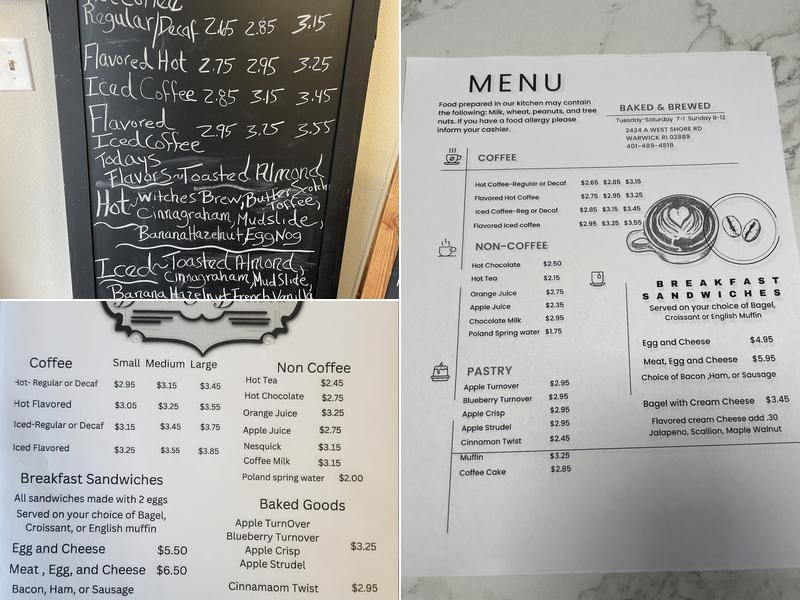 Regular/Decaf 2.65 2.85 3.15
Flavored Hot 2.75 2.95 3.25
Iced Coffee 2.85 3.15 3.45
Flavored
Iced Coffee 2.95 3.25 3.55
Todays
Flavors~Toasted Almond
Hot~Witches Brew, Butter Scotch
Toffee,
Cinnagraham, Mudslide,
Banana Hazelnut, EggNog
Iced~Toasted Almond,
Cinnagraham, MudSlide,
Banana Hazelnut French Vanilla
Coffee Small Medium Large
Hot- Regular or Decaf $2.95 $3.15 $3.45
Hot Flavored $3.05 $3.25 $3.55
Iced-Regular or Decaf $3.15 $3.45 $3.75
Iced Flavored $3.25 $3.55 $3.85
Breakfast Sandwiches
All sandwiches made with 2 eggs
Served on your choice of Bagel,
Croissant, or English muffin
Egg and Cheese $5.50
Meat , Egg, and Cheese $6.50
Bacon, Ham, or Sausage
Non Coffee
Hot Tea $2.45
Hot Chocolate $2.75
Orange Juice $3.25
Apple Juice $2.75
Nesquick $3.15
Coffee Milk $3.15
Poland spring water $2.00
Baked Goods
Apple TurnOver
Blueberry Turnover
Apple Crisp $3.25
Apple Strudel
Cinnamaom Twist $2.95
MENU
Food prepared in our kitchen may contain
the following: Milk, wheat, peanuts, and tree
nuts. If you have a food allergy please
inform your cashier.
BAKED & BREWED
Tuesday-Saturday 7-1 Sunday 8-12
2424 A WEST SHORE RD
WARWICK RI 02889
401-489-4818
COFFEE
Hot Coffee-Regular or Decaf $2.65 $2.85 $3.15
Flavored Hot Coffee $2.75 $2.95 $3.25
Iced Coffee-Reg or Decaf $2.85 $3.15 $3.45
Flavored Iced coffee $2.95 $3.25 $3.55
NON-COFFEE
Hot Chocolate $2.50
Hot Tea $2.15
Orange Juice $2.75
Apple Juice $2.35
Chocolate Milk $2.95
Poland Spring water $1.75
PASTRY
Apple Turnover $2.95
Blueberry Turnover $2.95
Apple Crisp $2.95
Apple Strudel $2.95
Cinnamon Twist $2.45
Muffin $3.25
Coffee Cake $2.85
BREAKFAST
SANDWICHES
Served on your choice of Bagel,
Croissant or English Muffin
Egg and Cheese $4.95
Meat, Egg and Cheese $5.95
Choice of Bacon ,Ham, or Sausage
Bagel with Cream Cheese $3.45
Flavored cream Cheese add .30
Jalapeno, Scallion, Maple Walnut